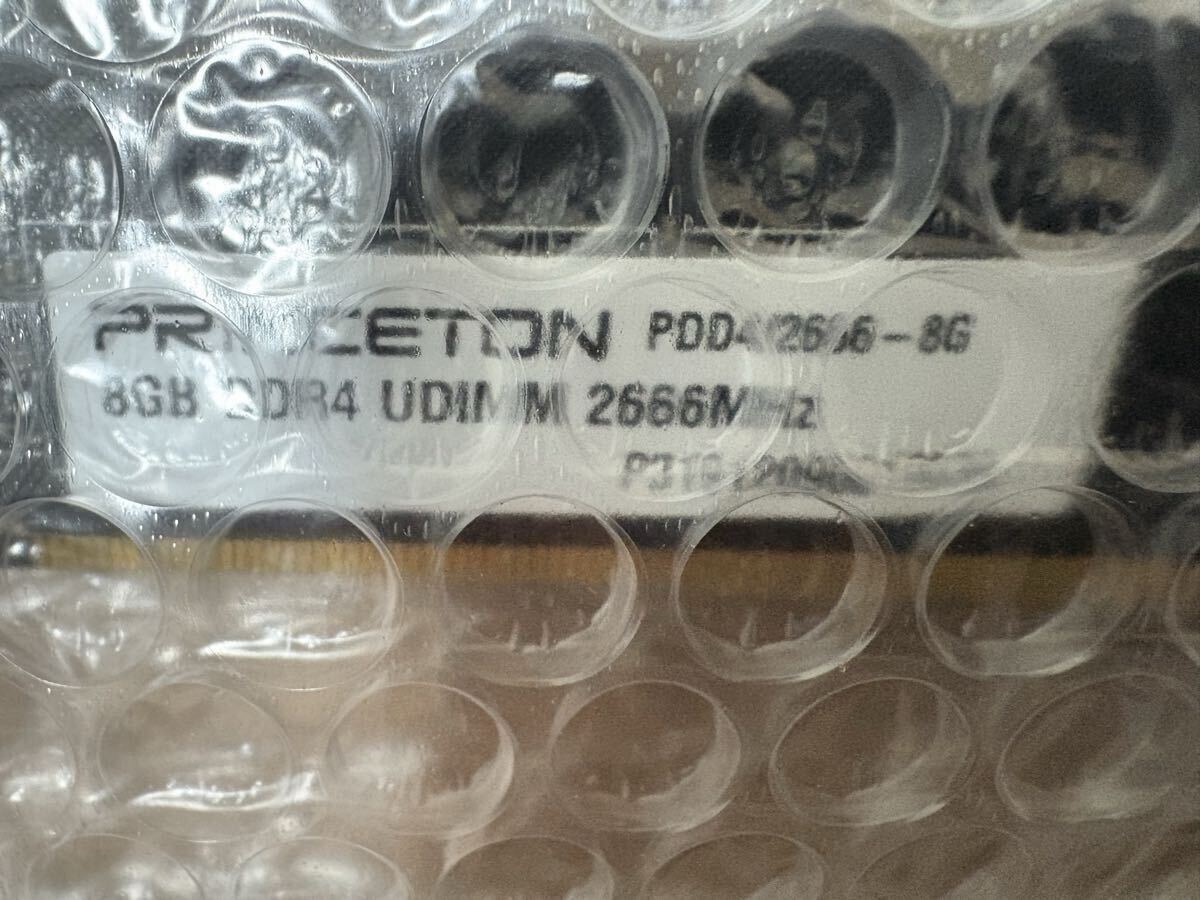 PRINCETON PDD4/2666-8G
8GB DDR4 UDIMM 2666MHz